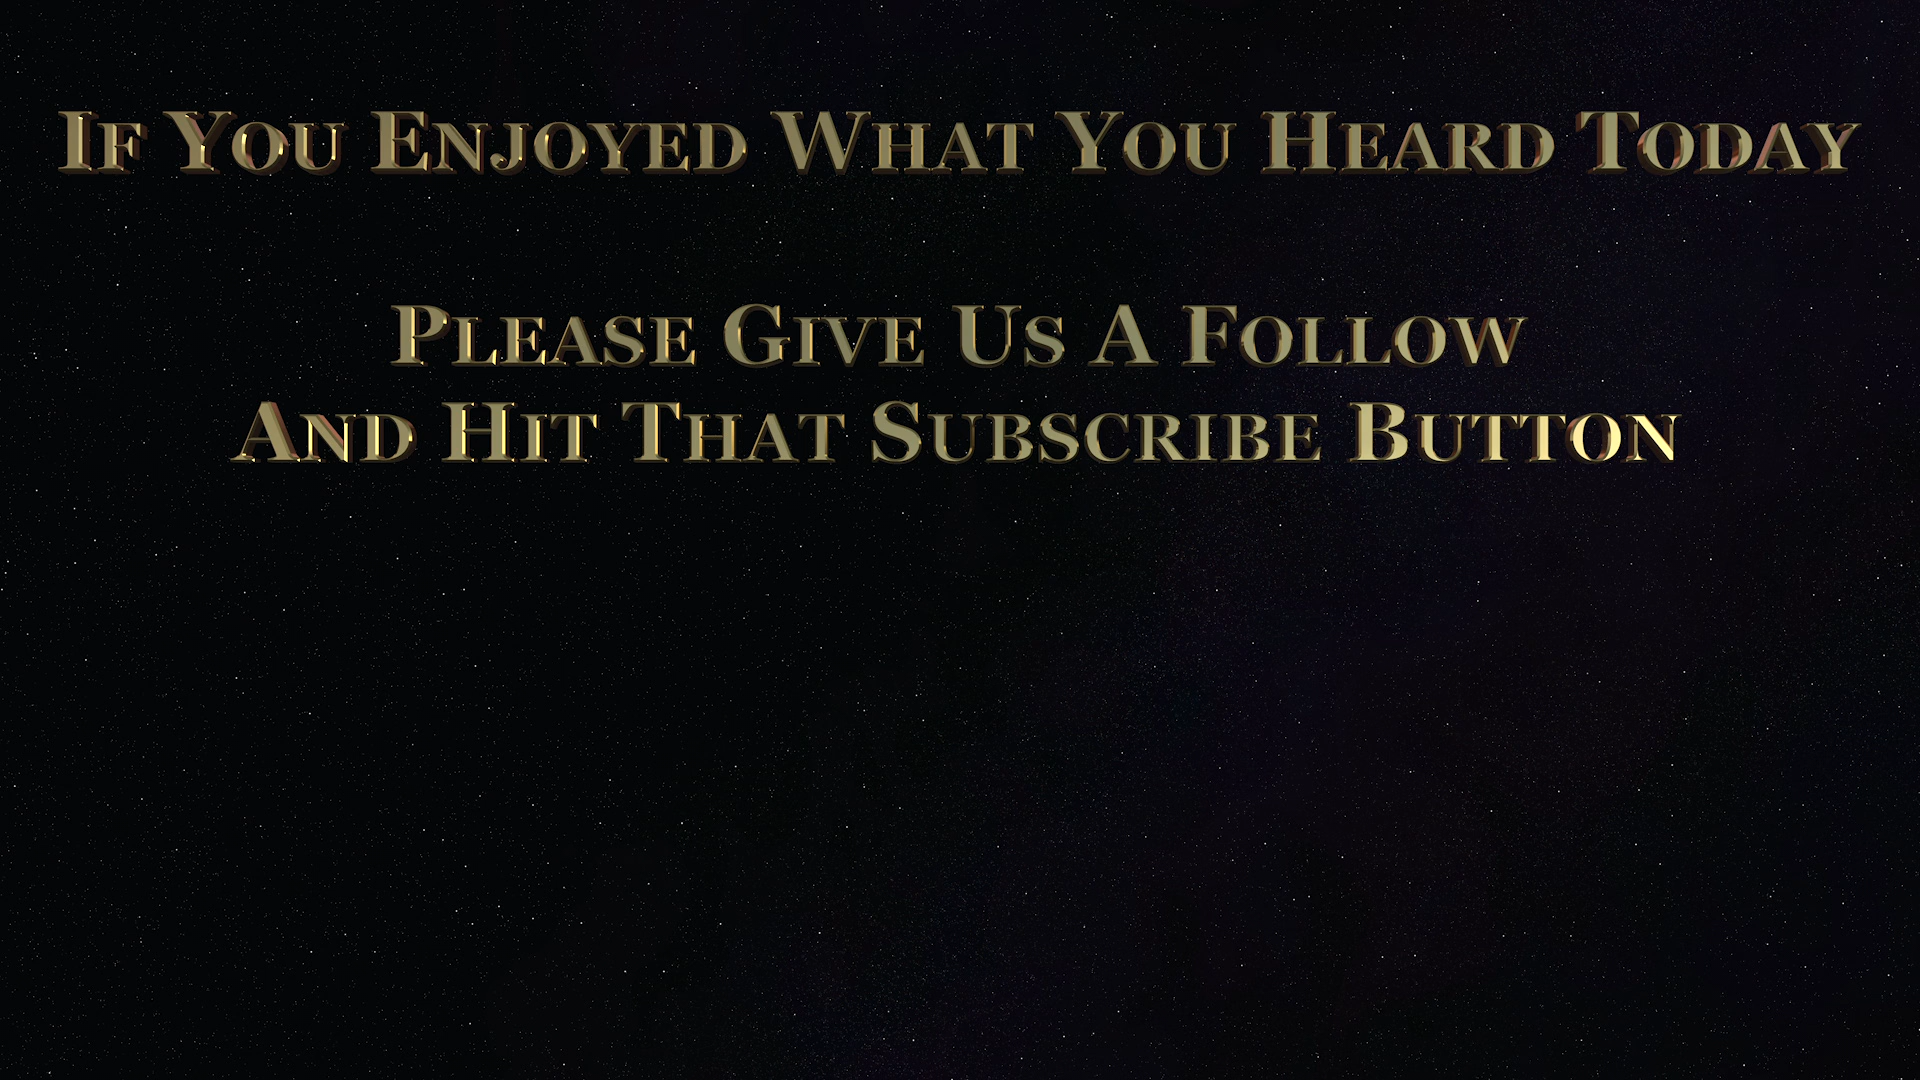 If You Enjoyed What You Heard Today
Please Give Us A Follow
And Hit That Subscribe Button